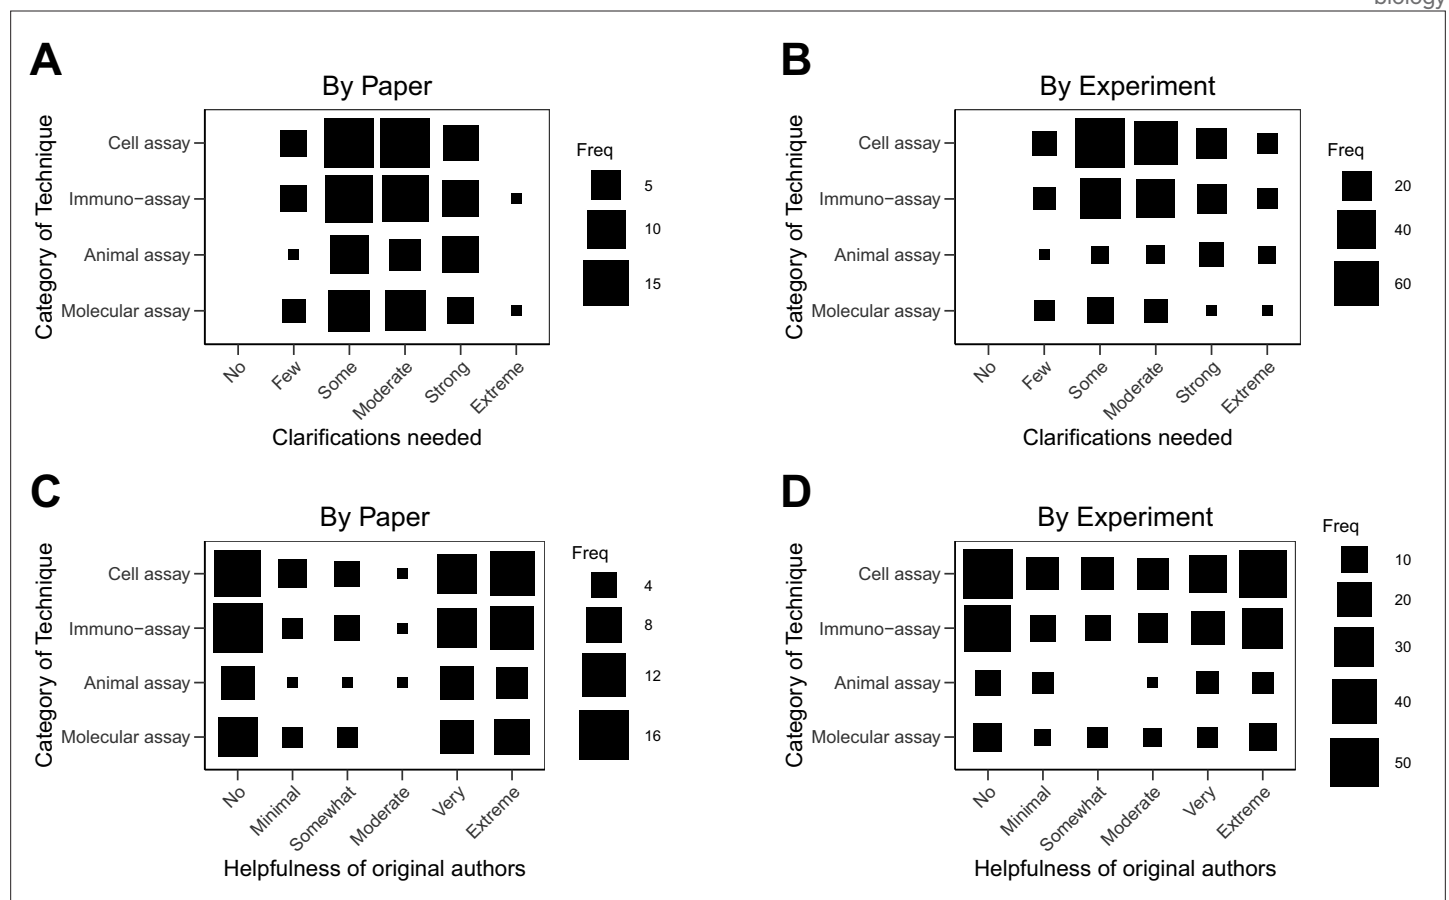 biology
A
By Paper
Category of Technique
Cell assay
Immuno−assay
Animal assay
Molecular assay
No
Few
Some
Moderate
Strong
Extreme
Clarifications needed
Freq
5
10
15
B
By Experiment
Category of Technique
Cell assay
Immuno−assay
Animal assay
Molecular assay
No
Few
Some
Moderate
Strong
Extreme
Clarifications needed
Freq
20
40
60
C
By Paper
Category of Technique
Cell assay
Immuno−assay
Animal assay
Molecular assay
No
Minimal
Somewhat
Moderate
Very
Extreme
Helpfulness of original authors
Freq
4
8
12
16
D
By Experiment
Category of Technique
Cell assay
Immuno−assay
Animal assay
Molecular assay
No
Minimal
Somewhat
Moderate
Very
Extreme
Helpfulness of original authors
Freq
10
20
30
40
50